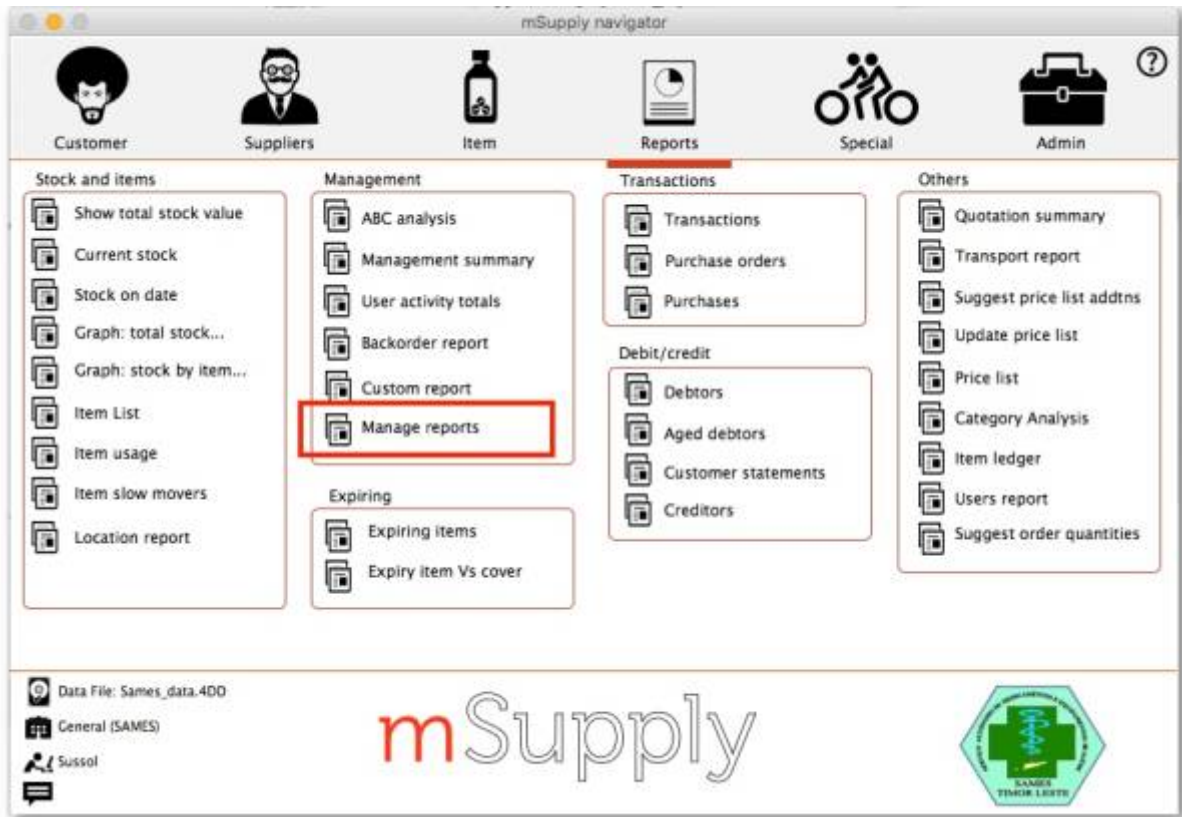 mSupply navigator
?
Customer
Suppliers
Item
Reports
Special
Admin
Stock and items
Show total stock value
Current stock
Stock on date
Graph: total stock...
Graph: stock by item...
Item List
Item usage
Item slow movers
Location report
Management
ABC analysis
Management summary
User activity totals
Backorder report
Custom report
Manage reports
Expiring
Expiring items
Expiry item Vs cover
Transactions
Transactions
Purchase orders
Purchases
Debit/credit
Debtors
Aged debtors
Customer statements
Creditors
Others
Quotation summary
Transport report
Suggest price list addtns
Update price list
Price list
Category Analysis
Item ledger
Users report
Suggest order quantities
Data File: Sames_data.4DD
General (SAMES)
Sussol
mSupply
SAMES
TIMOR LESTE